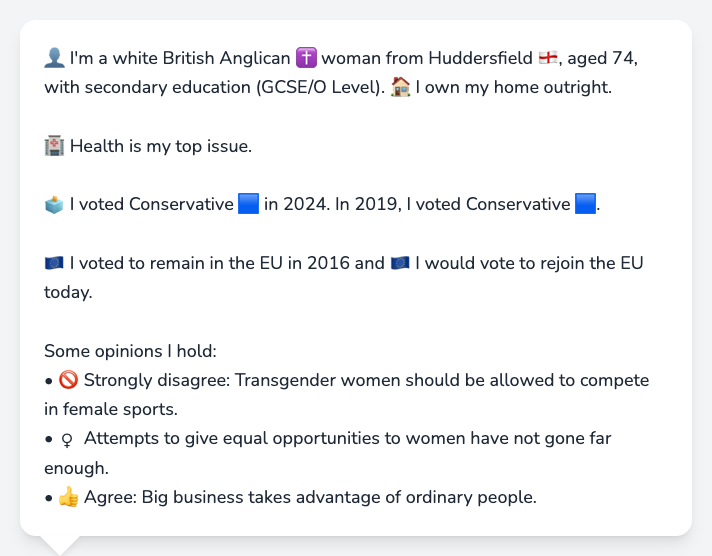 👤 I'm a white British Anglican ✝️ woman from Huddersfield 🏴󠁧󠁢󠁥󠁮󠁧󠁿, aged 74,
with secondary education (GCSE/O Level). 🏠 I own my home outright.
🏥 Health is my top issue.
🗳️ I voted Conservative 🟦 in 2024. In 2019, I voted Conservative 🟦.
🇪🇺 I voted to remain in the EU in 2016 and 🇪🇺 I would vote to rejoin the EU
today.
Some opinions I hold:
• 🚫 Strongly disagree: Transgender women should be allowed to compete
in female sports.
• ♀ Attempts to give equal opportunities to women have not gone far
enough.
• 👍 Agree: Big business takes advantage of ordinary people.